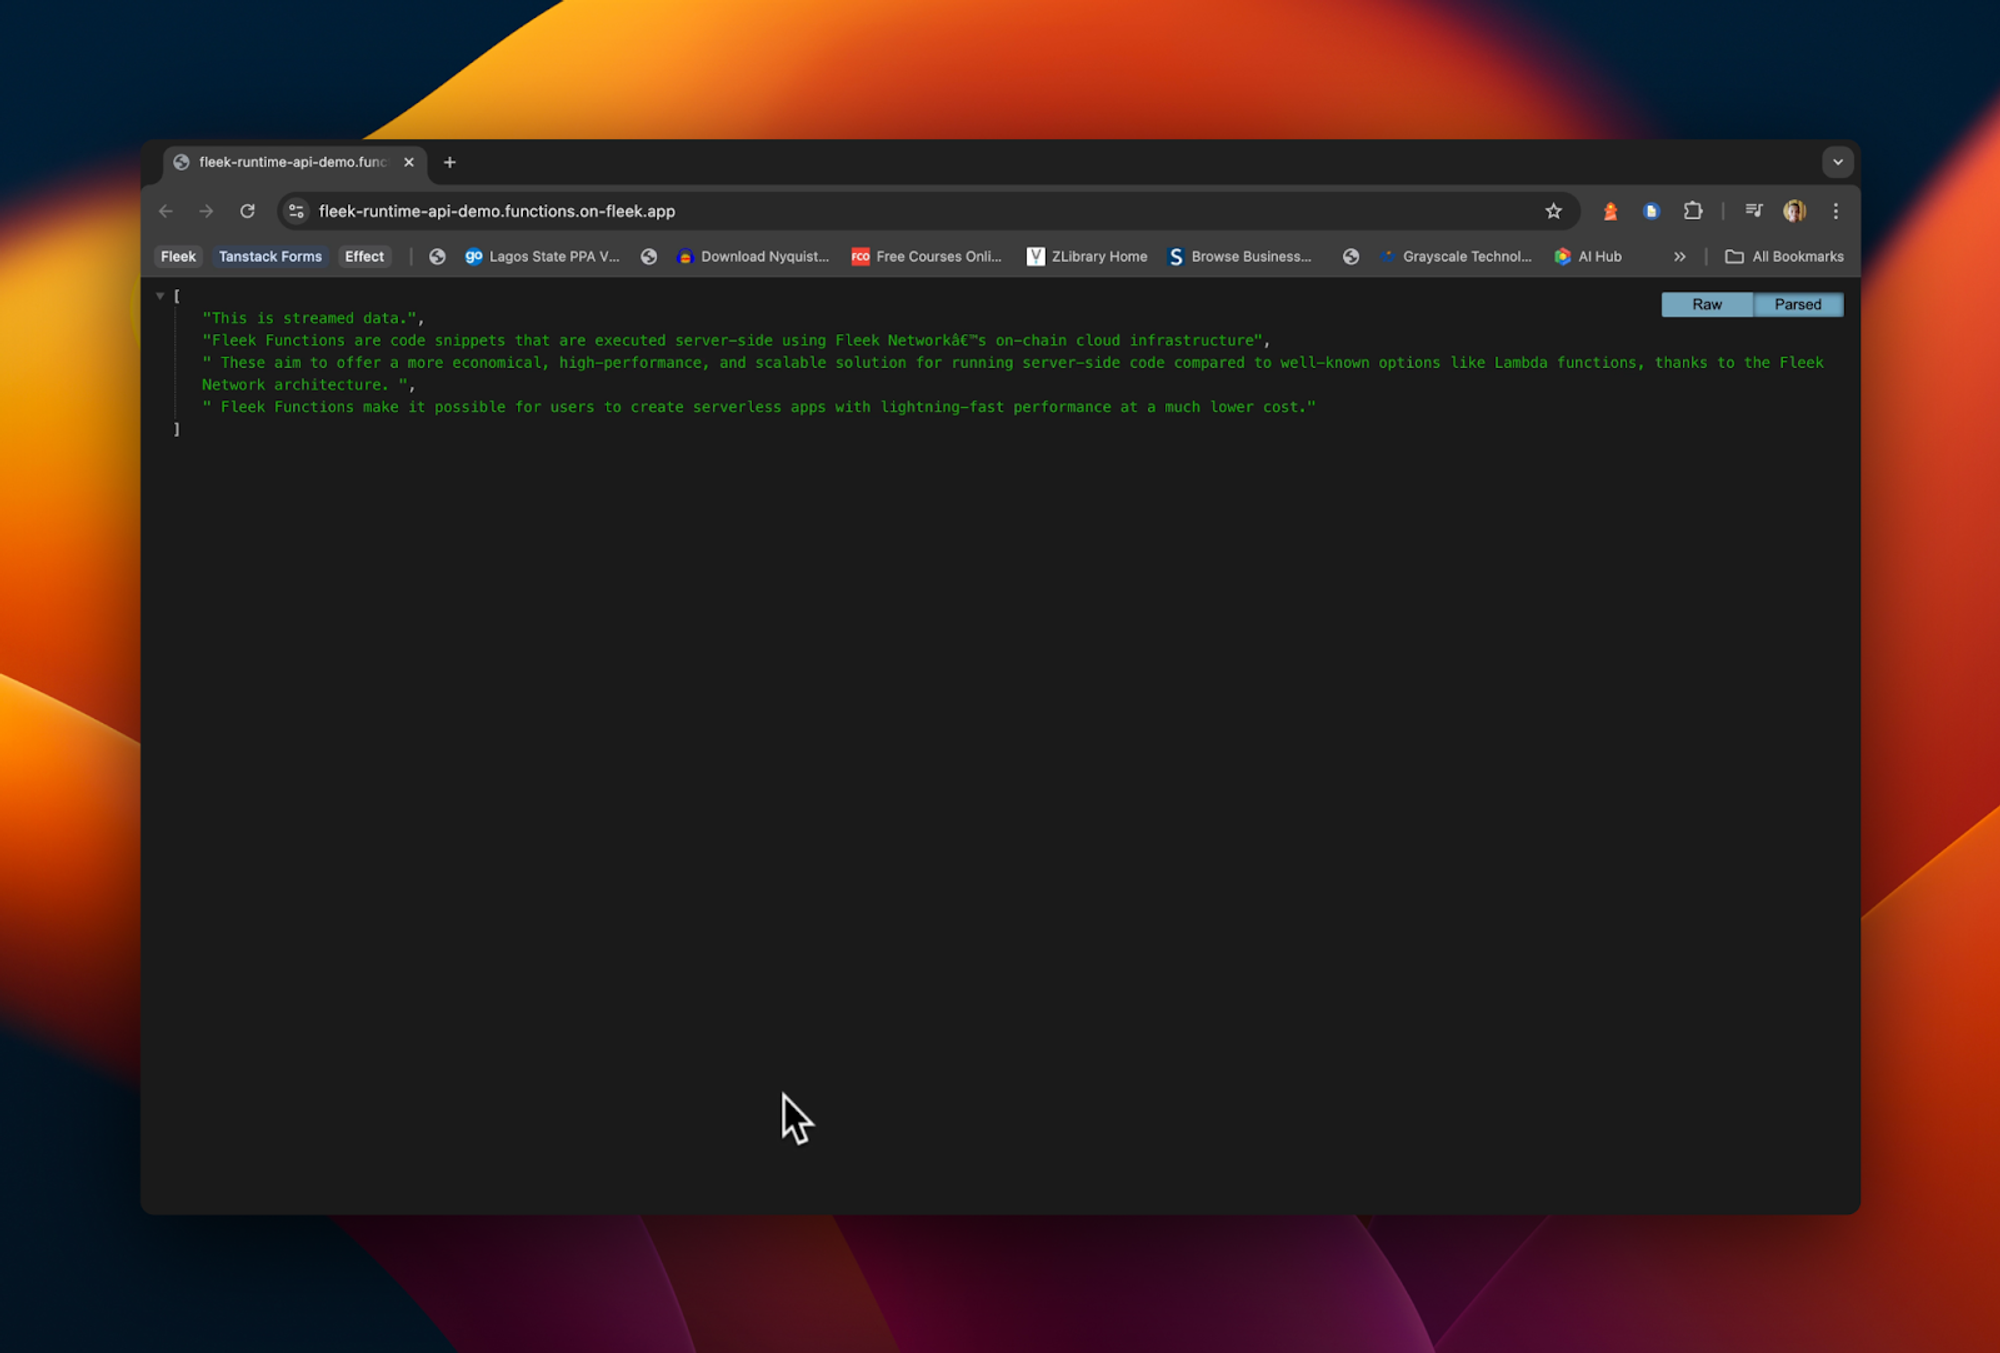 fleek-runtime-api-demo.func
fleek-runtime-api-demo.functions.on-fleek.app
Fleek Tanstack Forms Effect go Lagos State PPA V... Download Nyquist... FCO Free Courses Onli... ZLibrary Home S Browse Business... Grayscale Technol... AI Hub » All Bookmarks
[
Raw Parsed
"This is streamed data.",
"Fleek Functions are code snippets that are executed server-side using Fleek Networkâ€™s on-chain cloud infrastructure",
" These aim to offer a more economical, high-performance, and scalable solution for running server-side code compared to well-known options like Lambda functions, thanks to the Fleek
Network architecture. ",
" Fleek Functions make it possible for users to create serverless apps with lightning-fast performance at a much lower cost."
]